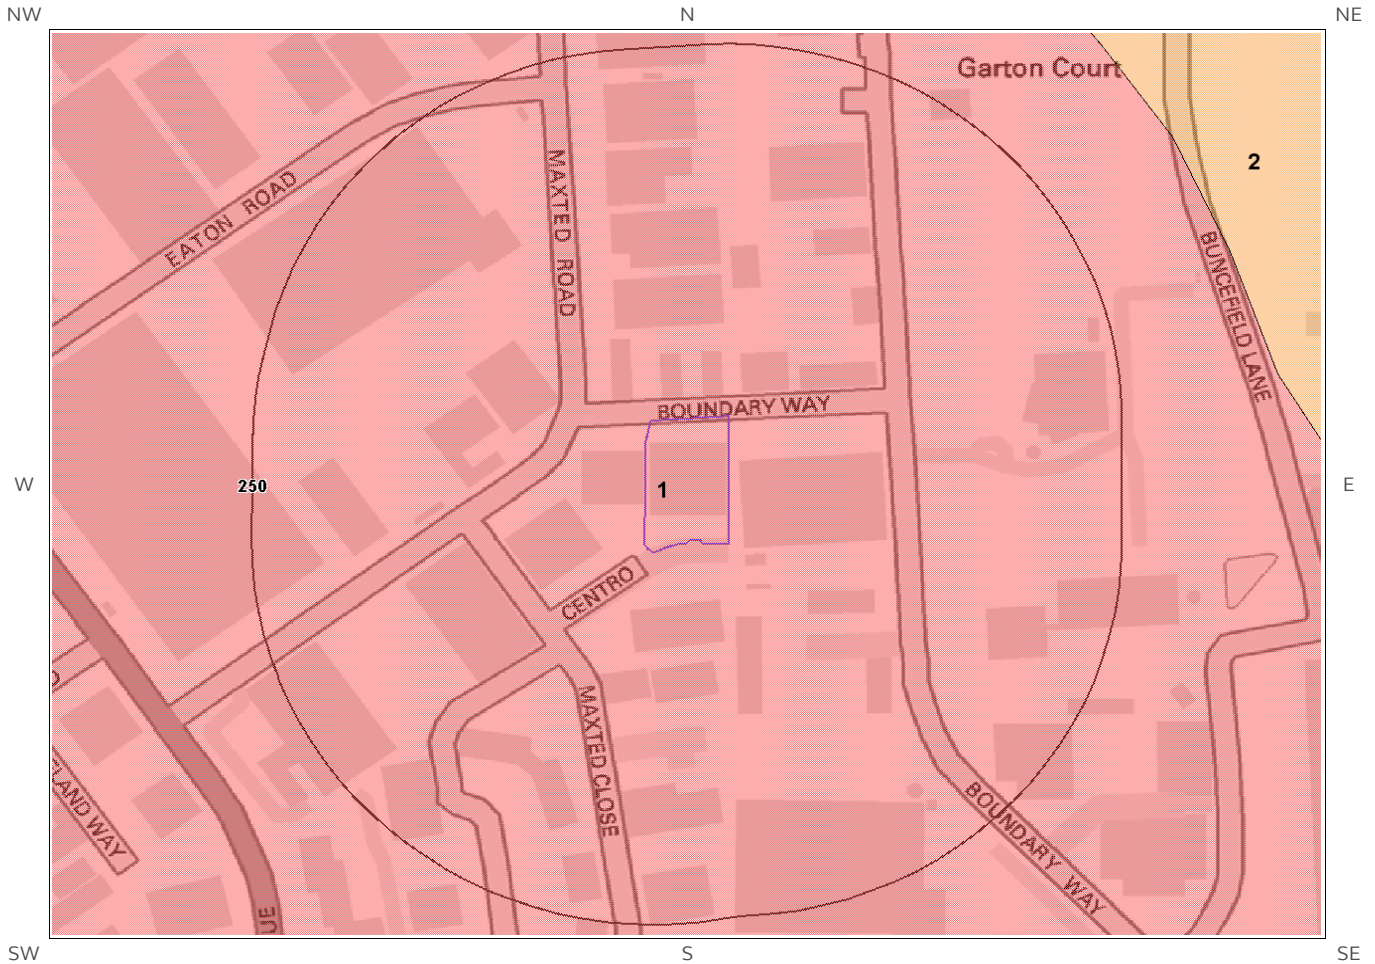 NW
N
NE
Garton Court
2
MAXTED ROAD
EATON ROAD
BUNCEFIELD LANE
BOUNDARY WAY
W
250
1
E
CENTRO
MAXTED CLOSE
LAND WAY
BOUNDARY WAY
UE
SW
S
SE